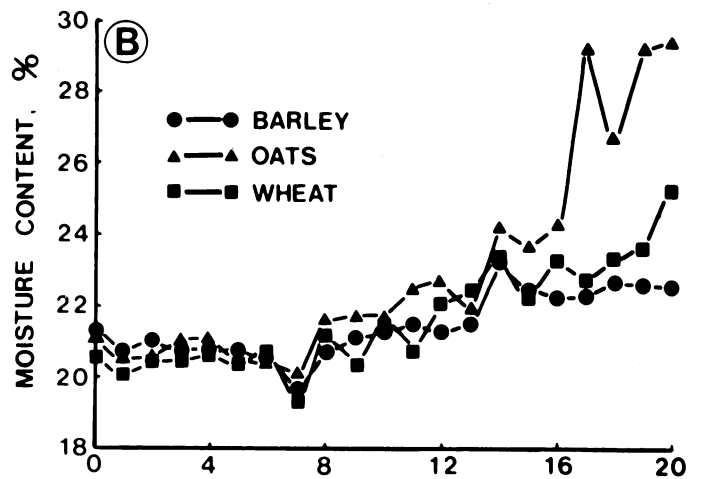 B
MOISTURE CONTENT, %
30
28
26
24
22
20
18
BARLEY
OATS
WHEAT
0 4 8 12 16 20